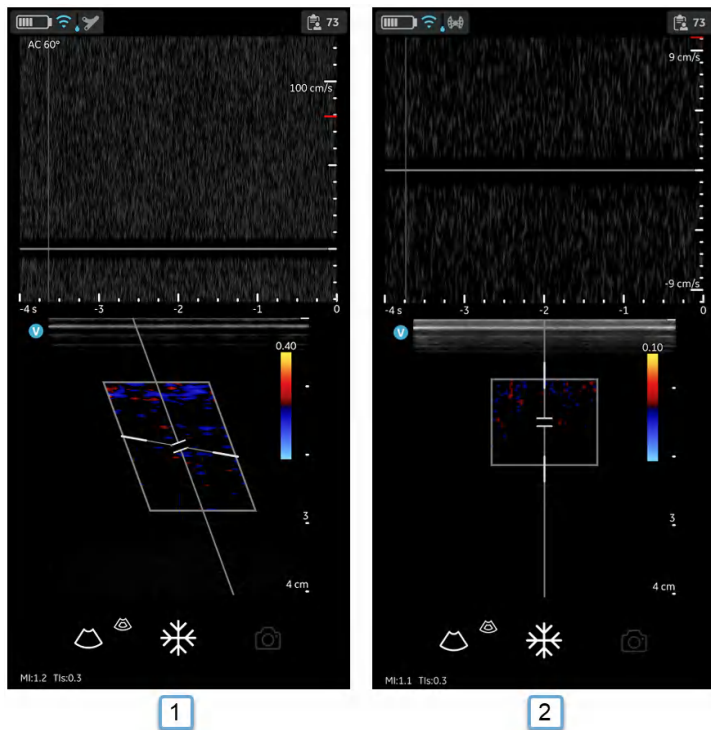 73
AC 60°
100 cm/s
-4 s -3 -2 -1 0
V
0.40
3
4 cm
MI:1.2 TIs:0.3
1
73
9 cm/s
-9 cm/s
-4 s -3 -2 -1 0
V
0.10
3
4 cm
MI:1.1 TIs:0.3
2